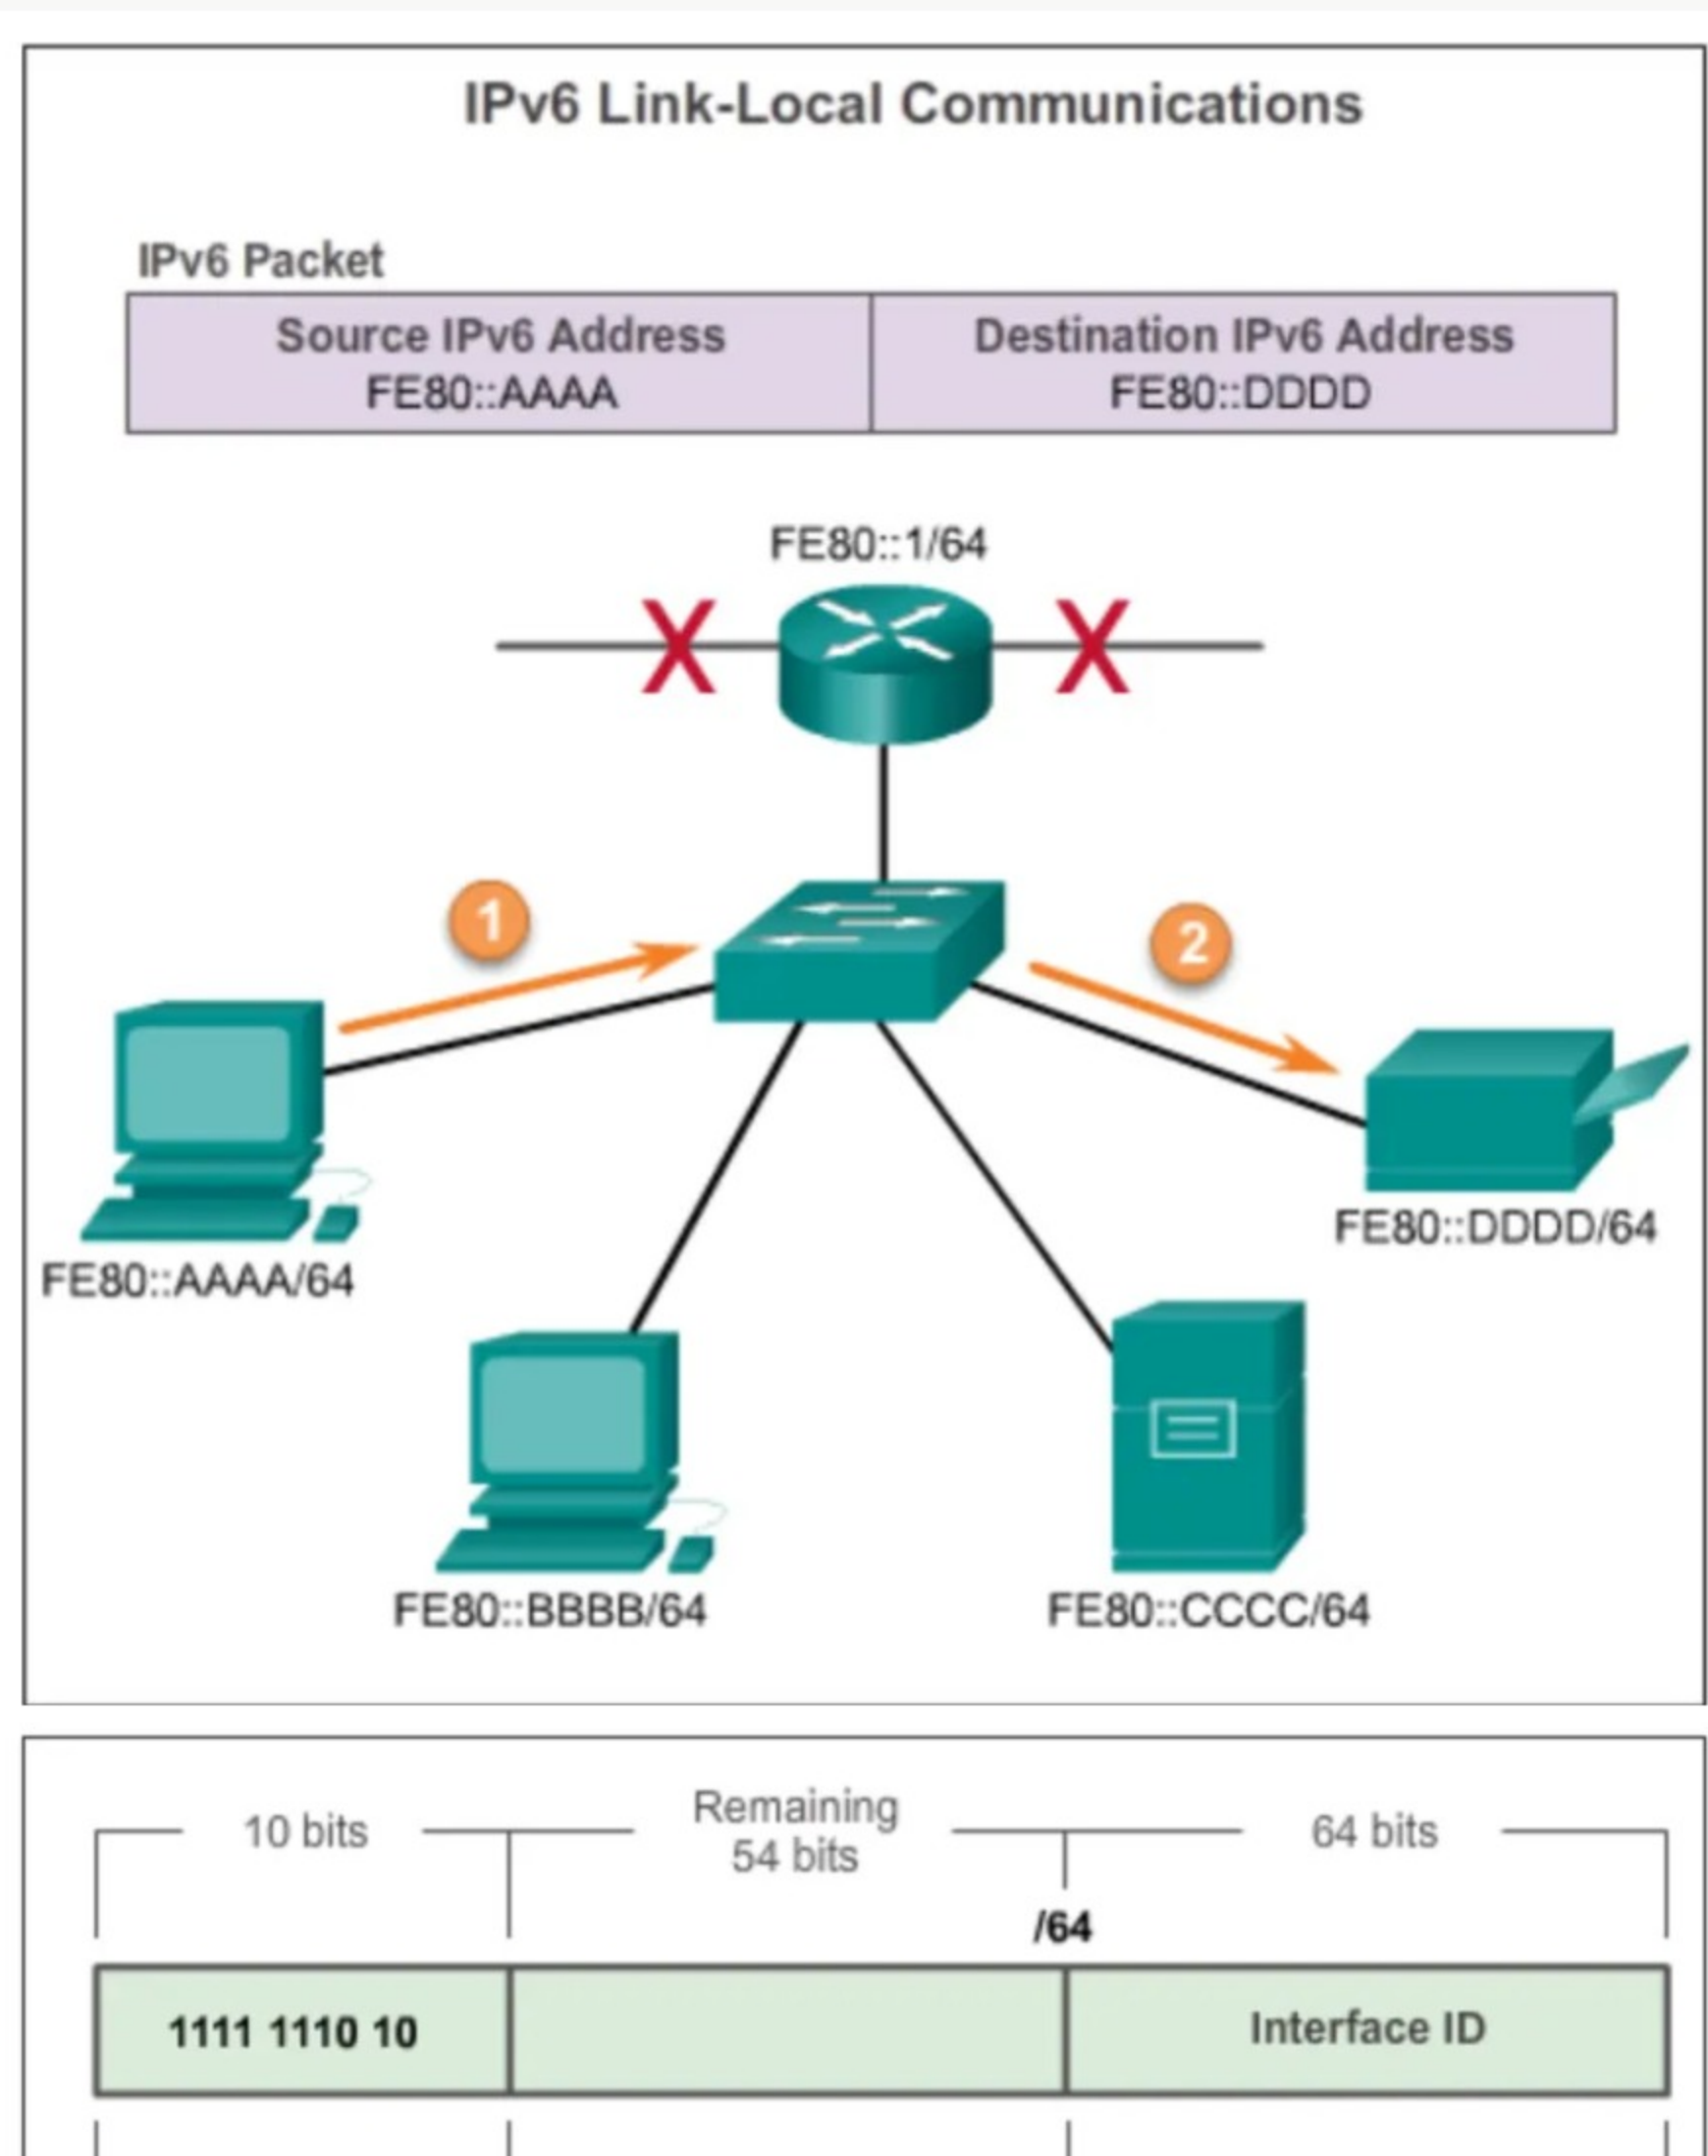 IPv6 Link-Local Communications
IPv6 Packet
Source IPv6 Address
FE80::AAAA
Destination IPv6 Address
FE80::DDDD
FE80::1/64
X
X
1
2
FE80::AAAA/64
FE80::DDDD/64
FE80::BBBB/64
FE80::CCCC/64
10 bits
Remaining
54 bits
64 bits
/64
1111 1110 10
Interface ID